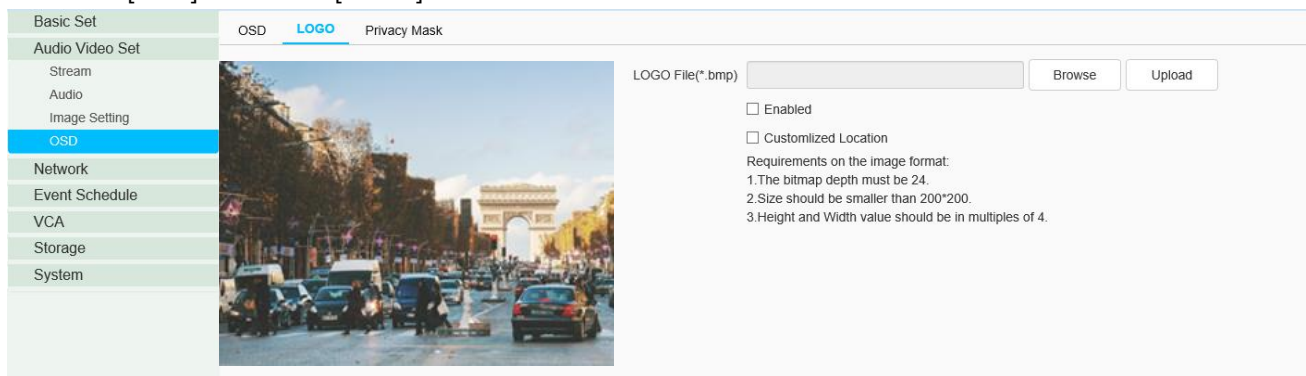 Basic Set
Audio Video Set
Stream
Audio
Image Setting
OSD
Network
Event Schedule
VCA
Storage
System
OSD LOGO Privacy Mask
LOGO File(*.bmp) Browse Upload
Enabled
Customlized Location
Requirements on the image format:
1.The bitmap depth must be 24.
2.Size should be smaller than 200*200.
3.Height and Width value should be in multiples of 4.